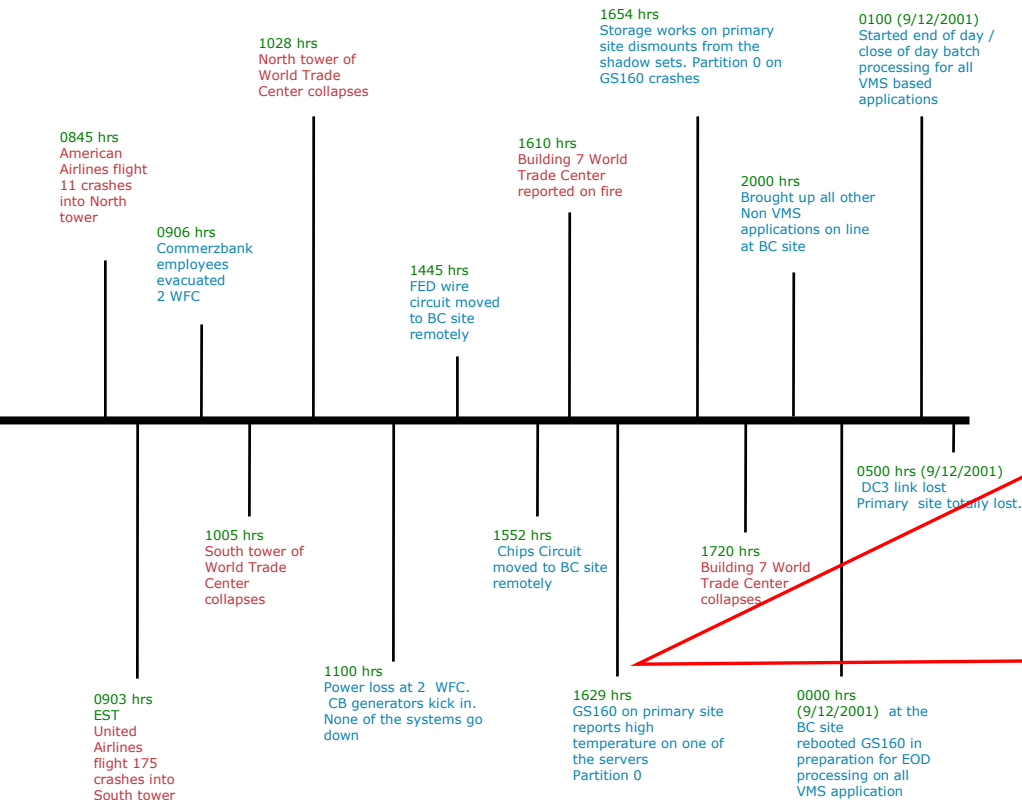 0845 hrs
American
Airlines flight
11 crashes
into North
tower
0903 hrs
EST
United
Airlines
flight 175
crashes into
South tower
0906 hrs
Commerzbank
employees
evacuated
2 WFC
1005 hrs
South tower of
World Trade
Center
collapses
1028 hrs
North tower of
World Trade
Center collapses
1100 hrs
Power loss at 2 WFC.
CB generators kick in.
None of the systems go
down
1445 hrs
FED wire
circuit moved
to BC site
remotely
1552 hrs
Chips Circuit
moved to BC site
remotely
1610 hrs
Building 7 World
Trade Center
reported on fire
1629 hrs
GS160 on primary site
reports high
temperature on one of
the servers
Partition 0
1654 hrs
Storage works on primary
site dismounts from the
shadow sets. Partition 0 on
GS160 crashes
1720 hrs
Building 7 World
Trade Center
collapses
2000 hrs
Brought up all other
Non VMS
applications on line
at BC site
0000 hrs
(9/12/2001) at the
BC site
rebooted GS160 in
preparation for EOD
processing on all
VMS application
0100 (9/12/2001)
Started end of day /
close of day batch
processing for all
VMS based
applications
0500 hrs (9/12/2001)
DC3 link lost
Primary site totally lost.